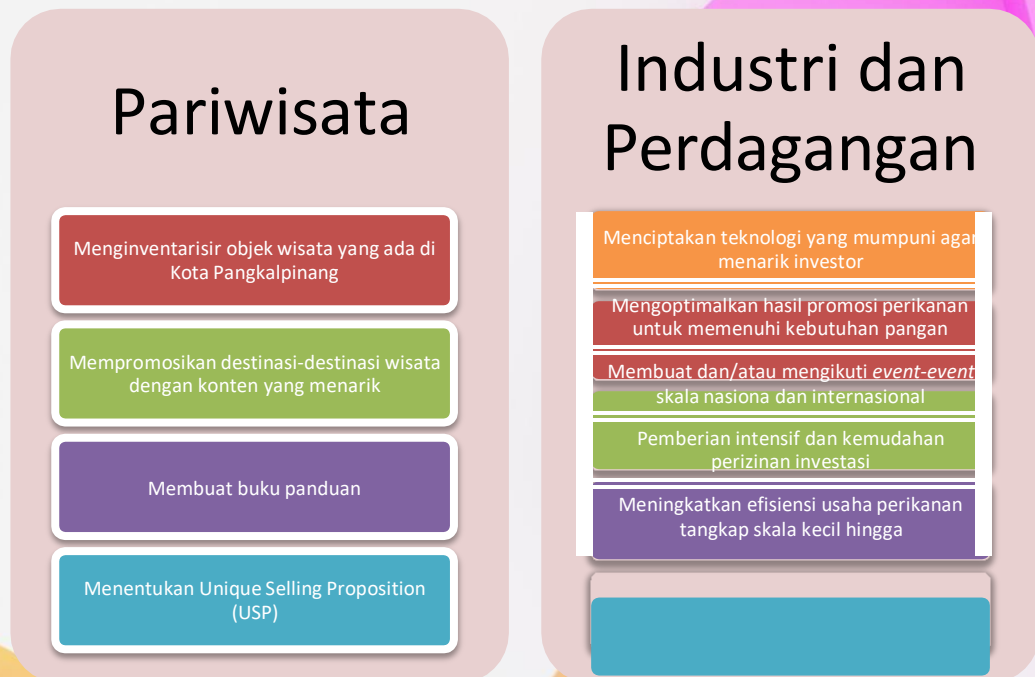 Pariwisata
Menginventarisir objek wisata yang ada di
Kota Pangkalpinang
Mempromosikan destinasi-destinasi wisata
dengan konten yang menarik
Membuat buku panduan
Menentukan Unique Selling Proposition
(USP)
Industri dan
Perdagangan
Menciptakan teknologi yang mumpuni agar
menarik investor
Mengoptimalkan hasil promosi perikanan
untuk memenuhi kebutuhan pangan
Membuat dan/atau mengikuti event-event
skala nasiona dan internasional
Pemberian intensif dan kemudahan
perizinan investasi
Meningkatkan efisiensi usaha perikanan
tangkap skala kecil hingga